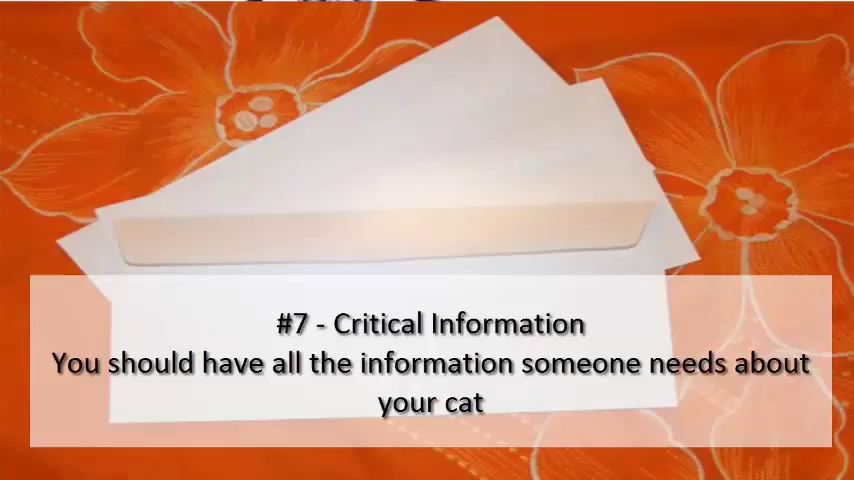 #7 - Critical Information
You should have all the information someone needs about
your cat